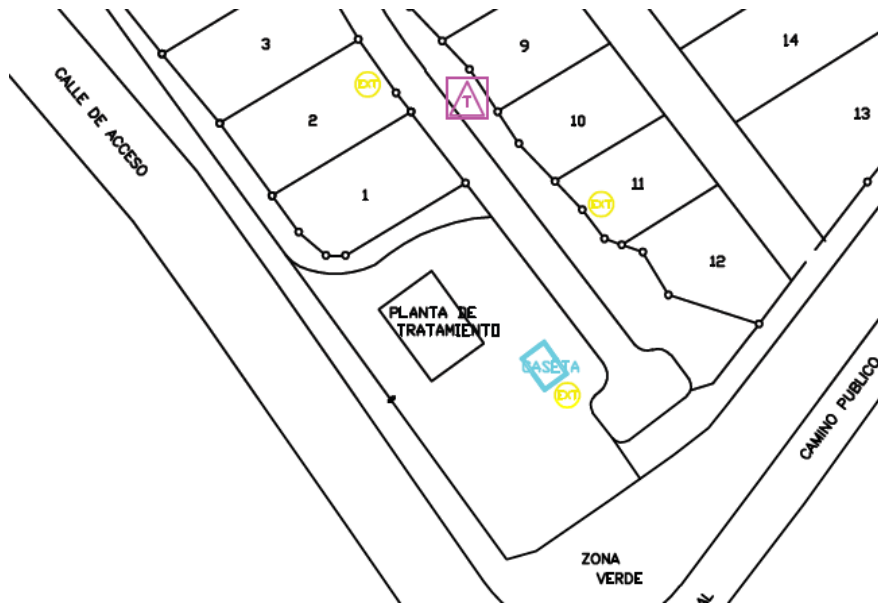 3
9
14
CALLE DE ACCESO
EXT
T
2
10
13
1
11
EXT
12
PLANTA DE
TRATAMIENTO
CASETA
EXT
CAMINO PUBLICO
ZONA
VERDE